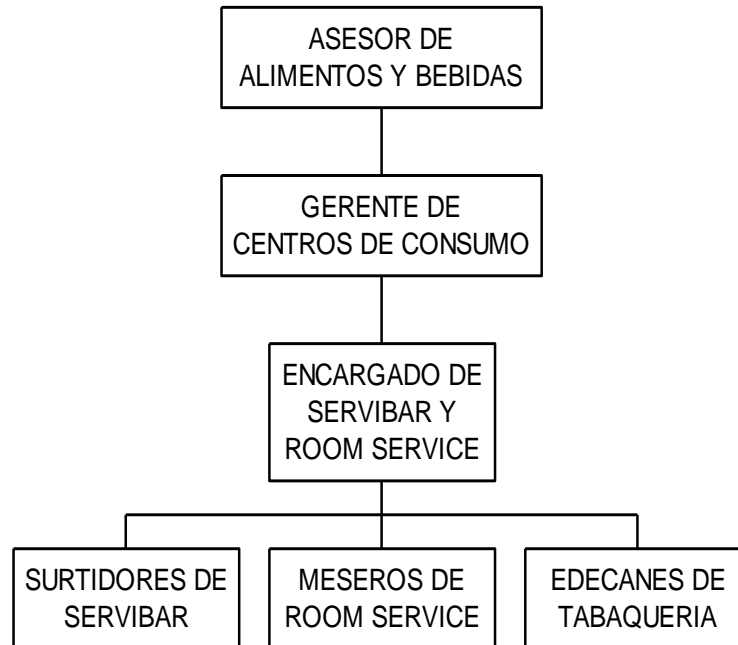 ASESOR DE
ALIMENTOS Y BEBIDAS
GERENTE DE
CENTROS DE CONSUMO
ENCARGADO DE
SERVIBAR Y
ROOM SERVICE
SURTIDORES DE
SERVIBAR
MESEROS DE
ROOM SERVICE
EDECANES DE
TABAQUERIA